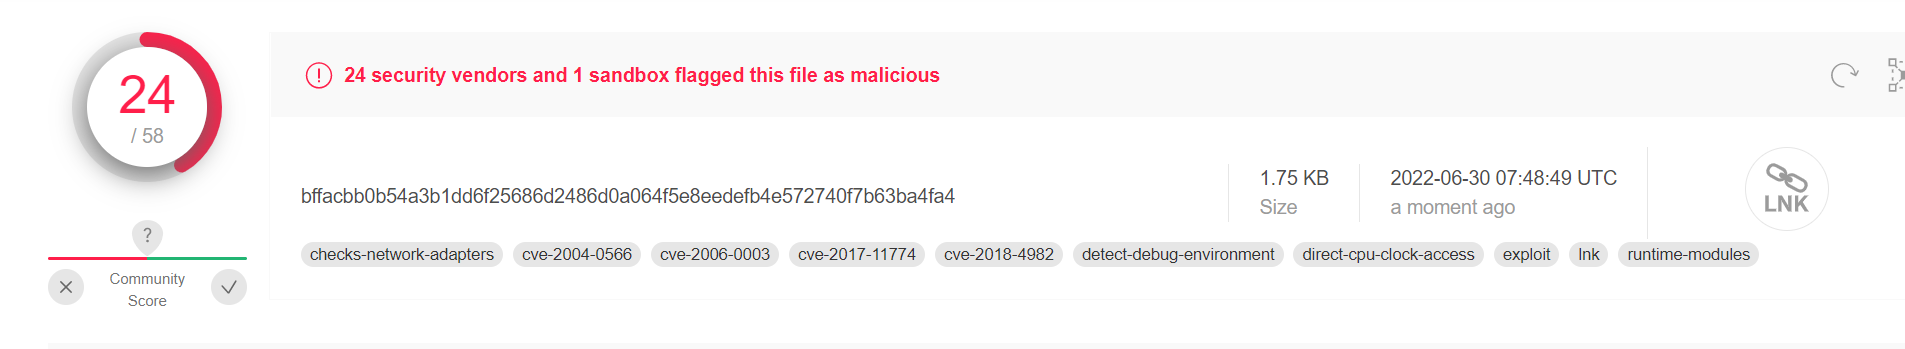 24
/ 58
?
Community
Score
24 security vendors and 1 sandbox flagged this file as malicious
bffacbb0b54a3b1dd6f25686d2486d0a064f5e8eedefb4e572740f7b63ba4fa4
1.75 KB
Size
2022-06-30 07:48:49 UTC
a moment ago
LNK
checks-network-adapters cve-2004-0566 cve-2006-0003 cve-2017-11774 cve-2018-4982 detect-debug-environment direct-cpu-clock-access exploit lnk runtime-modules